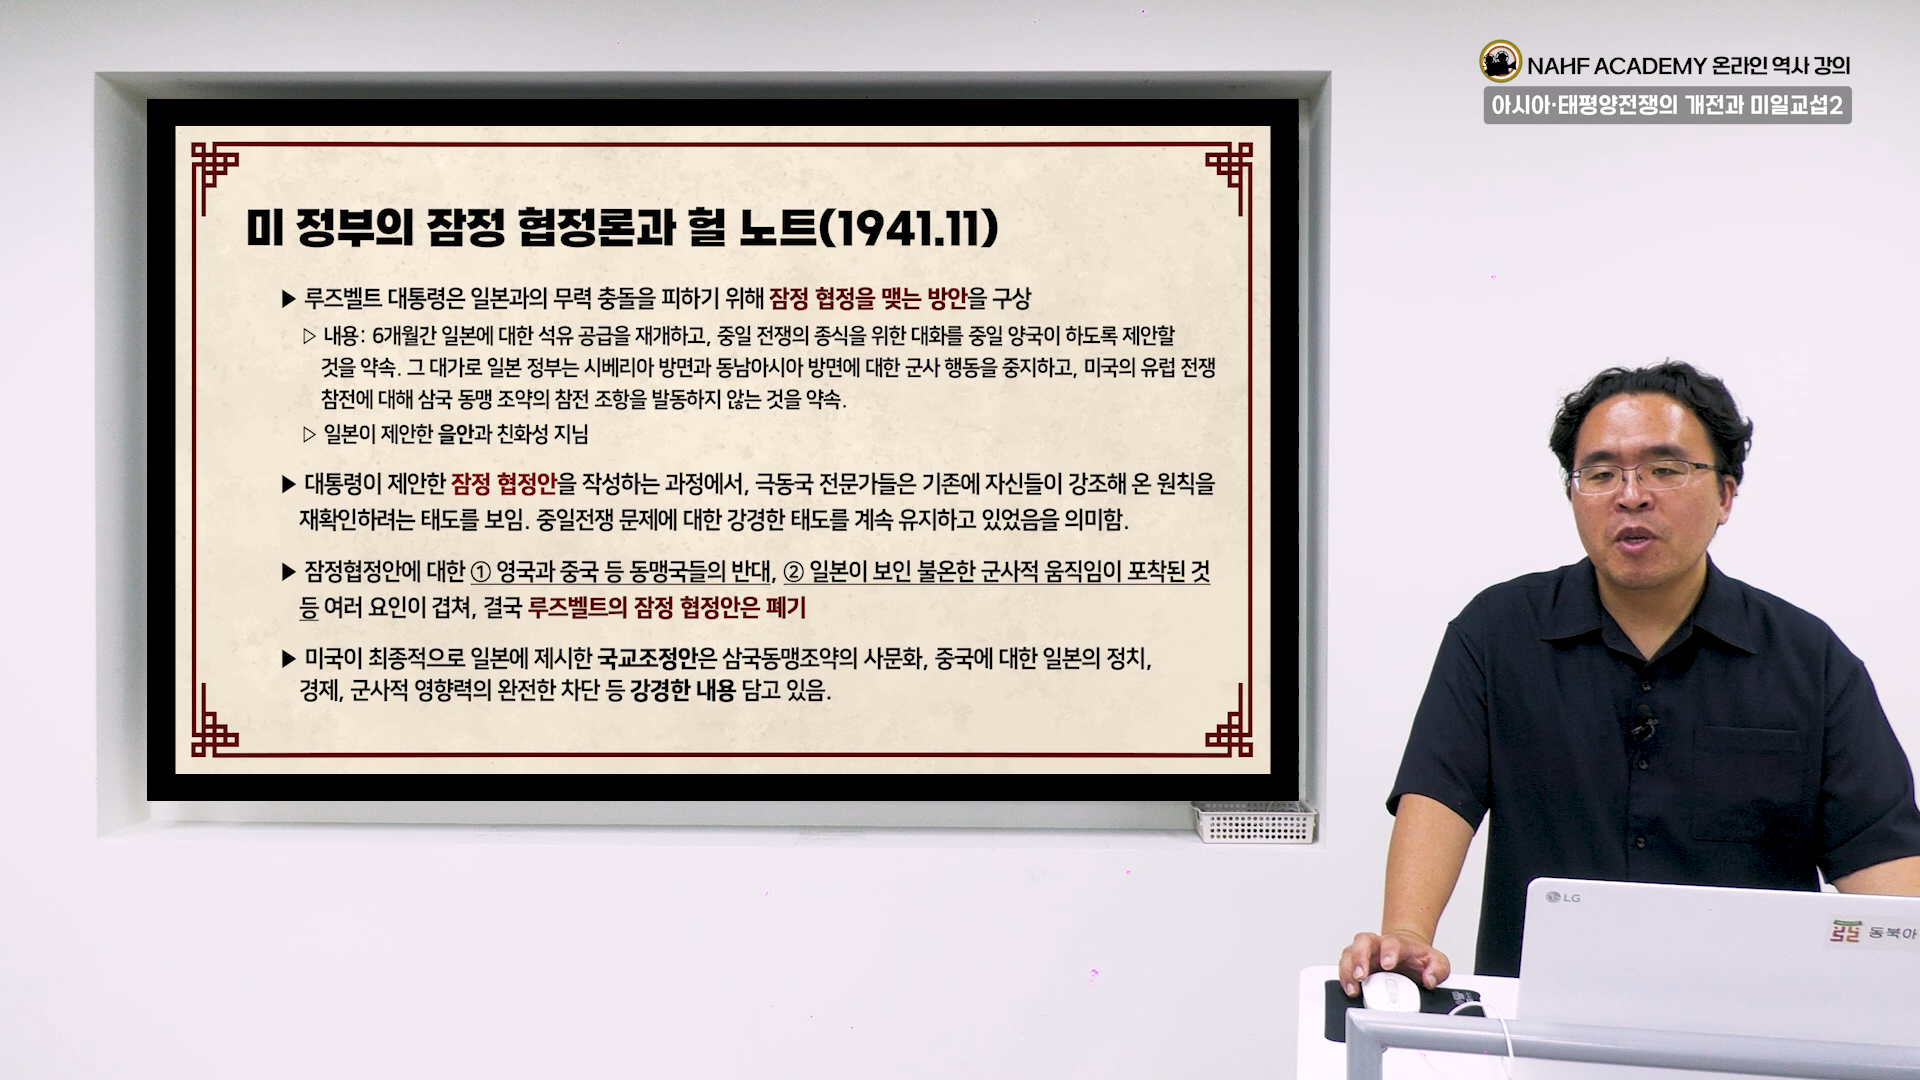 NAHF ACADEMY 온라인 역사 강의
아시아·태평양전쟁의 개전과 미일교섭2
미 정부의 잠정 협정론과 헐 노트(1941.11)
▶ 루즈벨트 대통령은 일본과의 무력 충돌을 피하기 위해 잠정 협정을 맺는 방안을 구상
▷ 내용: 6개월간 일본에 대한 석유 공급을 재개하고, 중일 전쟁의 종식을 위한 대화를 중일 양국이 하도록 제안할
것을 약속. 그 대가로 일본 정부는 시베리아 방면과 동남아시아 방면에 대한 군사 행동을 중지하고, 미국의 유럽 전쟁
참전에 대해 삼국 동맹 조약의 참전 조항을 발동하지 않는 것을 약속.
▷ 일본이 제안한 을안과 친화성 지님
▶ 대통령이 제안한 잠정 협정안을 작성하는 과정에서, 극동국 전문가들은 기존에 자신들이 강조해 온 원칙을
재확인하려는 태도를 보임. 중일전쟁 문제에 대한 강경한 태도를 계속 유지하고 있었음을 의미함.
▶ 잠정협정안에 대한 ① 영국과 중국 등 동맹국들의 반대, ② 일본이 보인 불온한 군사적 움직임이 포착된 것
등 여러 요인이 겹쳐, 결국 루즈벨트의 잠정 협정안은 폐기
▶ 미국이 최종적으로 일본에 제시한 국교조정안은 삼국동맹조약의 사문화, 중국에 대한 일본의 정치,
경제, 군사적 영향력의 완전한 차단 등 강경한 내용 담고 있음.
LG
동북아